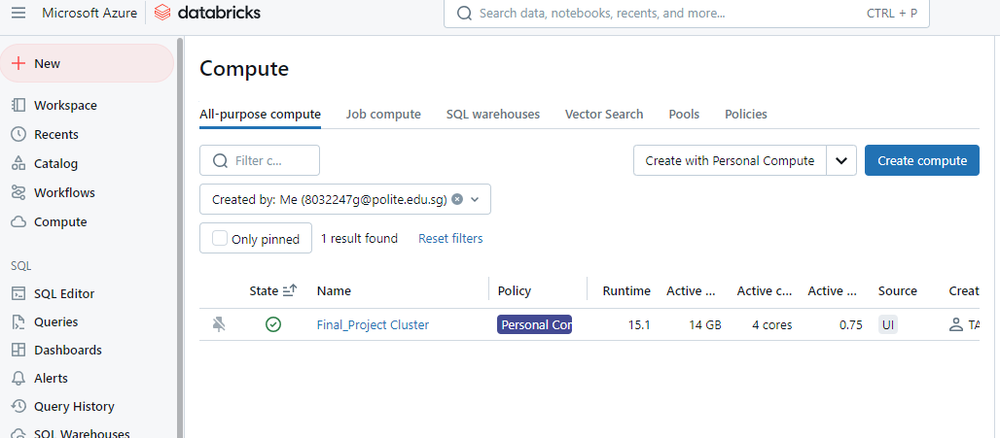 Microsoft Azure databricks Search data, notebooks, recents, and more... CTRL + P
New
Workspace
Recents
Catalog
Workflows
Compute
SQL
SQL Editor
Queries
Dashboards
Alerts
Query History
SQL Warehouses
Compute
All-purpose compute Job compute SQL warehouses Vector Search Pools Policies
Filter c... Create with Personal Compute Create compute
Created by: Me (8032247g@polite.edu.sg)
Only pinned 1 result found Reset filters
State Name Policy Runtime Active ... Active c... Active ... Source Creat
Final_Project Cluster Personal Cor 15.1 14 GB 4 cores 0.75 UI TA